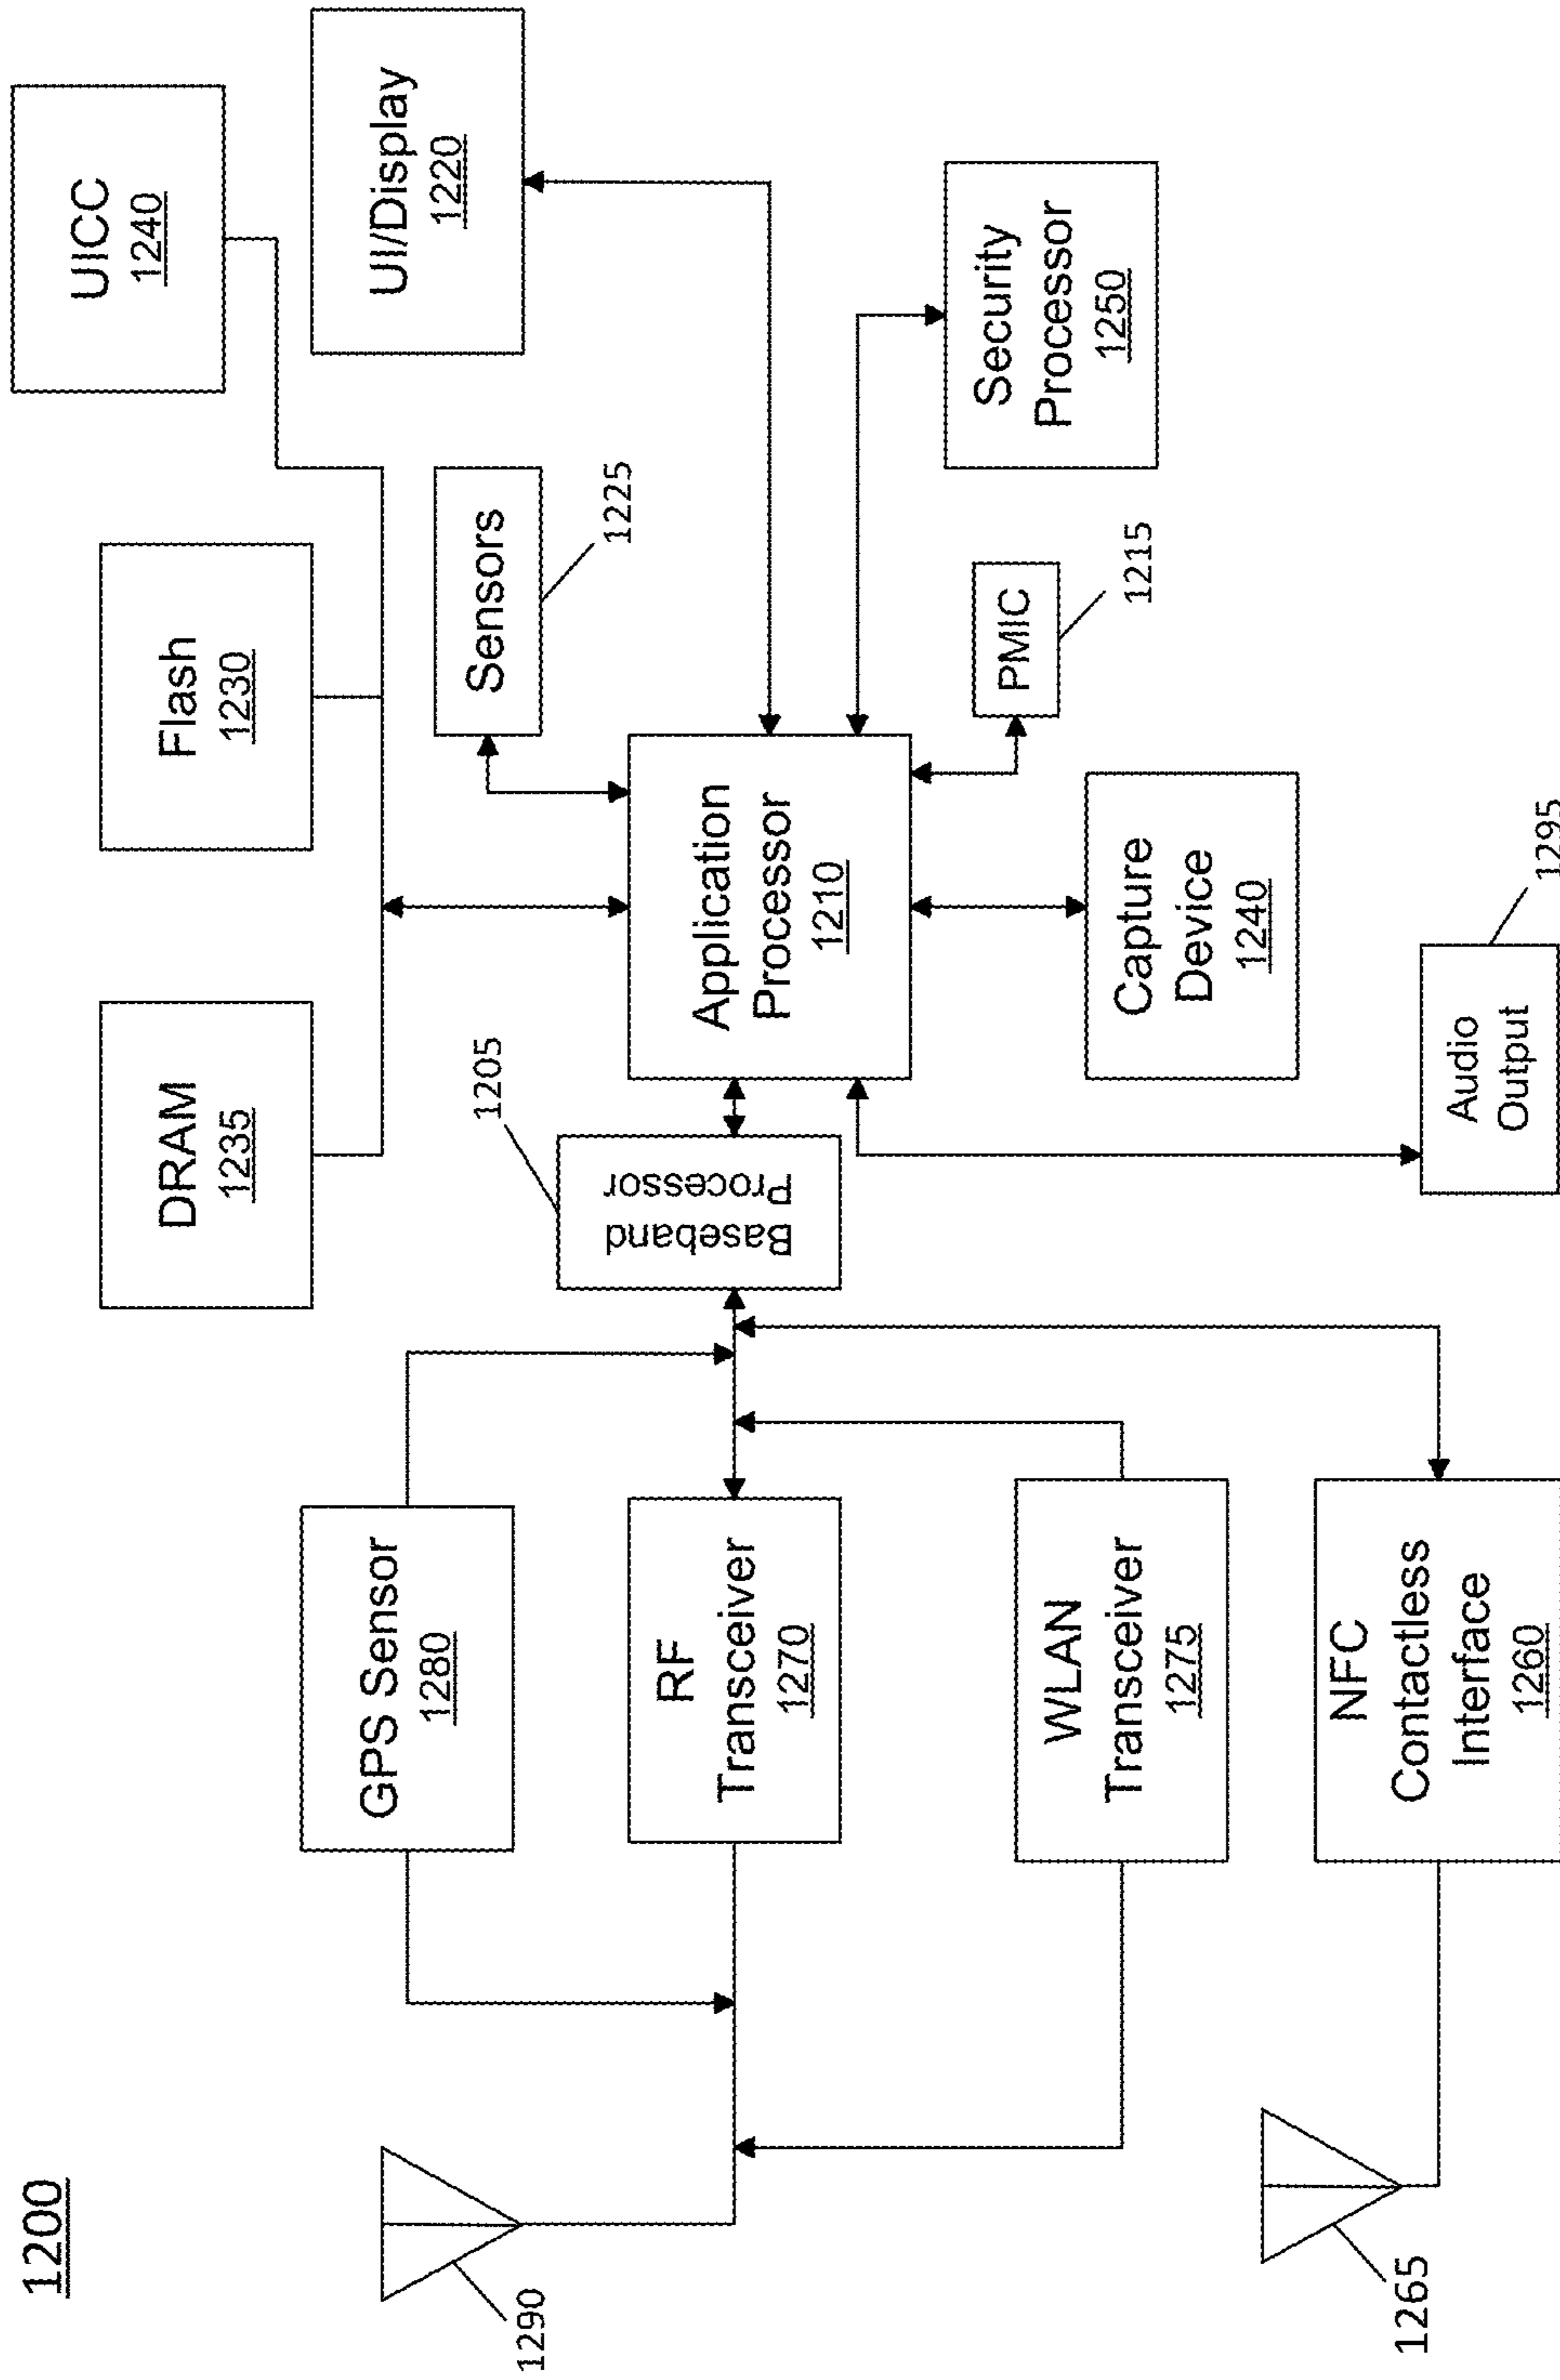 1200
DRAM
1235
Flash
1230
UICC
1240
UI/Display
1220
Sensors
1225
GPS Sensor
1280
1290
RF
Transceiver
1270
Baseband
Processor
1205
Application
Processor
1210
Security
Processor
1250
PMIC
1215
WLAN
Transceiver
1275
Capture
Device
1240
NFC
Contactless
Interface
1260
1265
Audio
Output
1295